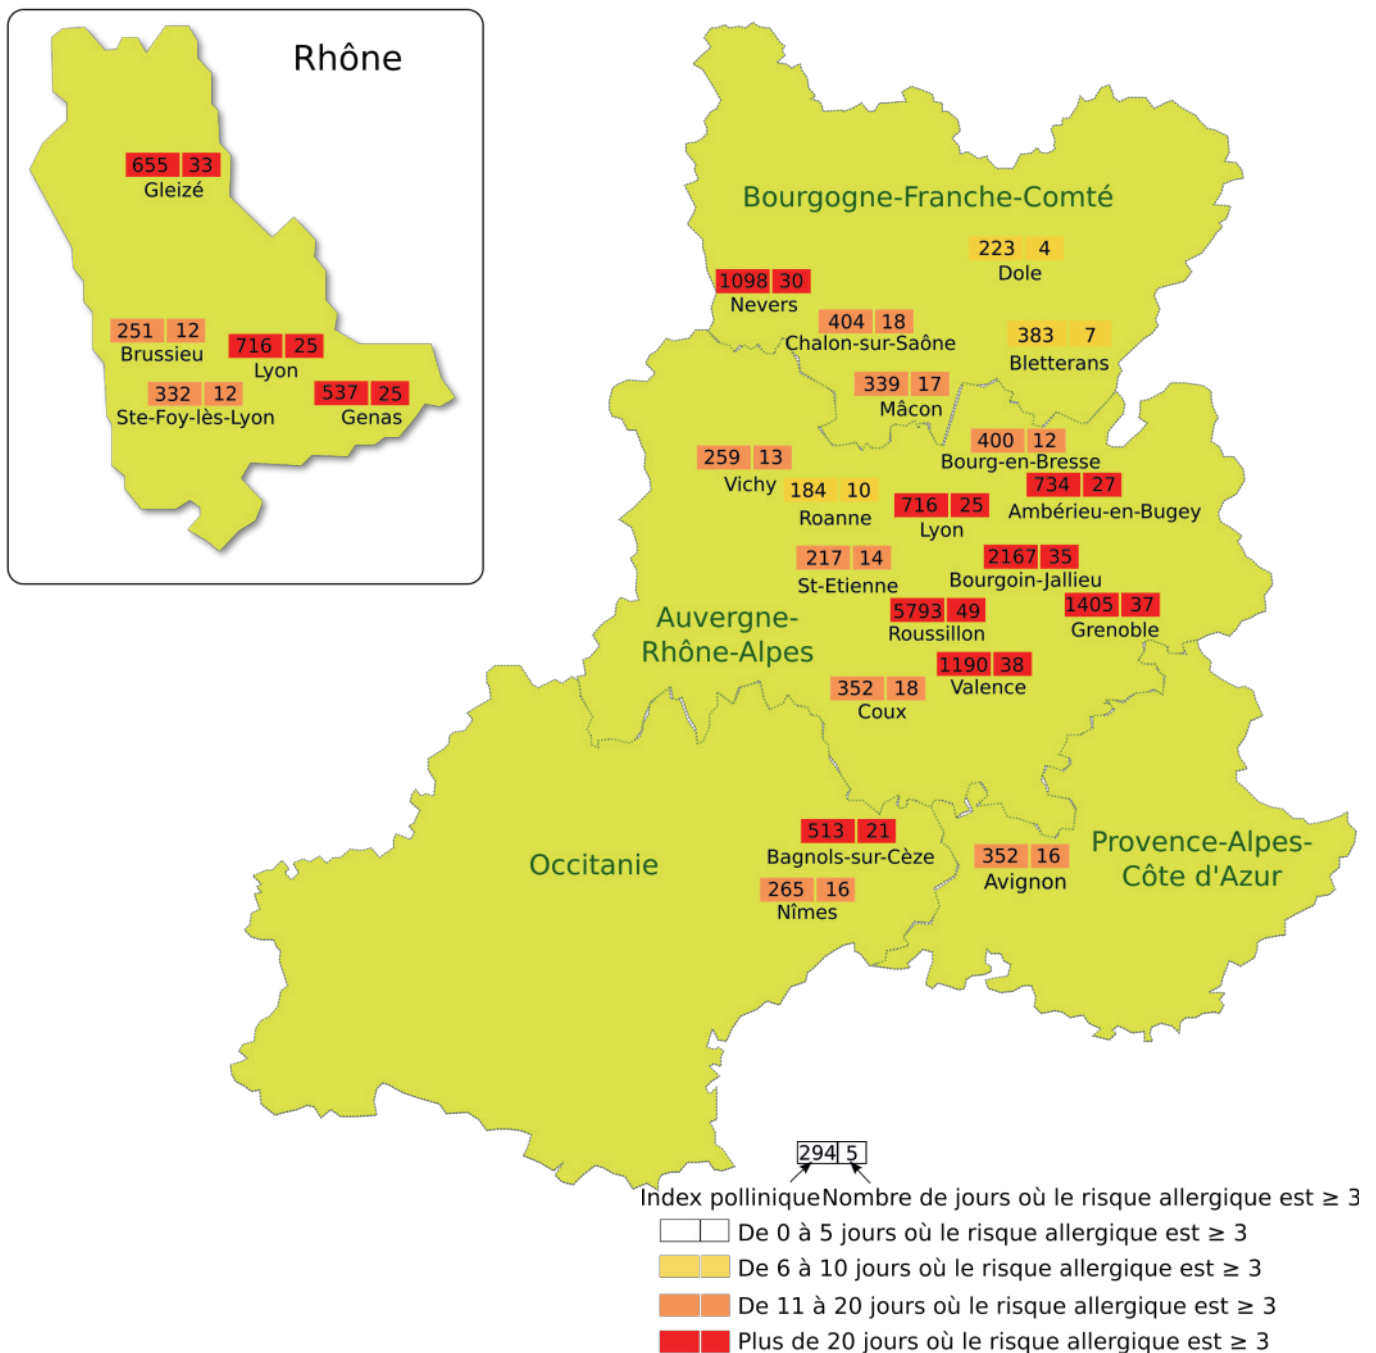 Rhône
655 33
Gleizé
251 12
Brussieu
716 25
Lyon
332 12
Ste-Foy-lès-Lyon
537 25
Genas
Bourgogne-Franche-Comté
223 4
Dole
1098 30
Nevers
404 18
Chalon-sur-Saône
383 7
Bletterans
339 17
Mâcon
400 12
Bourg-en-Bresse
259 13
Vichy
184 10
Roanne
716 25
Lyon
734 27
Ambérieu-en-Bugey
217 14
St-Etienne
2167 35
Bourgoin-Jallieu
5793 49
Roussillon
1405 37
Grenoble
Auvergne-
Rhône-Alpes
1190 38
Valence
352 18
Coux
513 21
Bagnols-sur-Cèze
265 16
Nîmes
Occitanie
352 16
Avignon
Provence-Alpes-
Côte d'Azur
294 5
Index pollinique Nombre de jours où le risque allergique est ≥ 3
De 0 à 5 jours où le risque allergique est ≥ 3
De 6 à 10 jours où le risque allergique est ≥ 3
De 11 à 20 jours où le risque allergique est ≥ 3
Plus de 20 jours où le risque allergique est ≥ 3